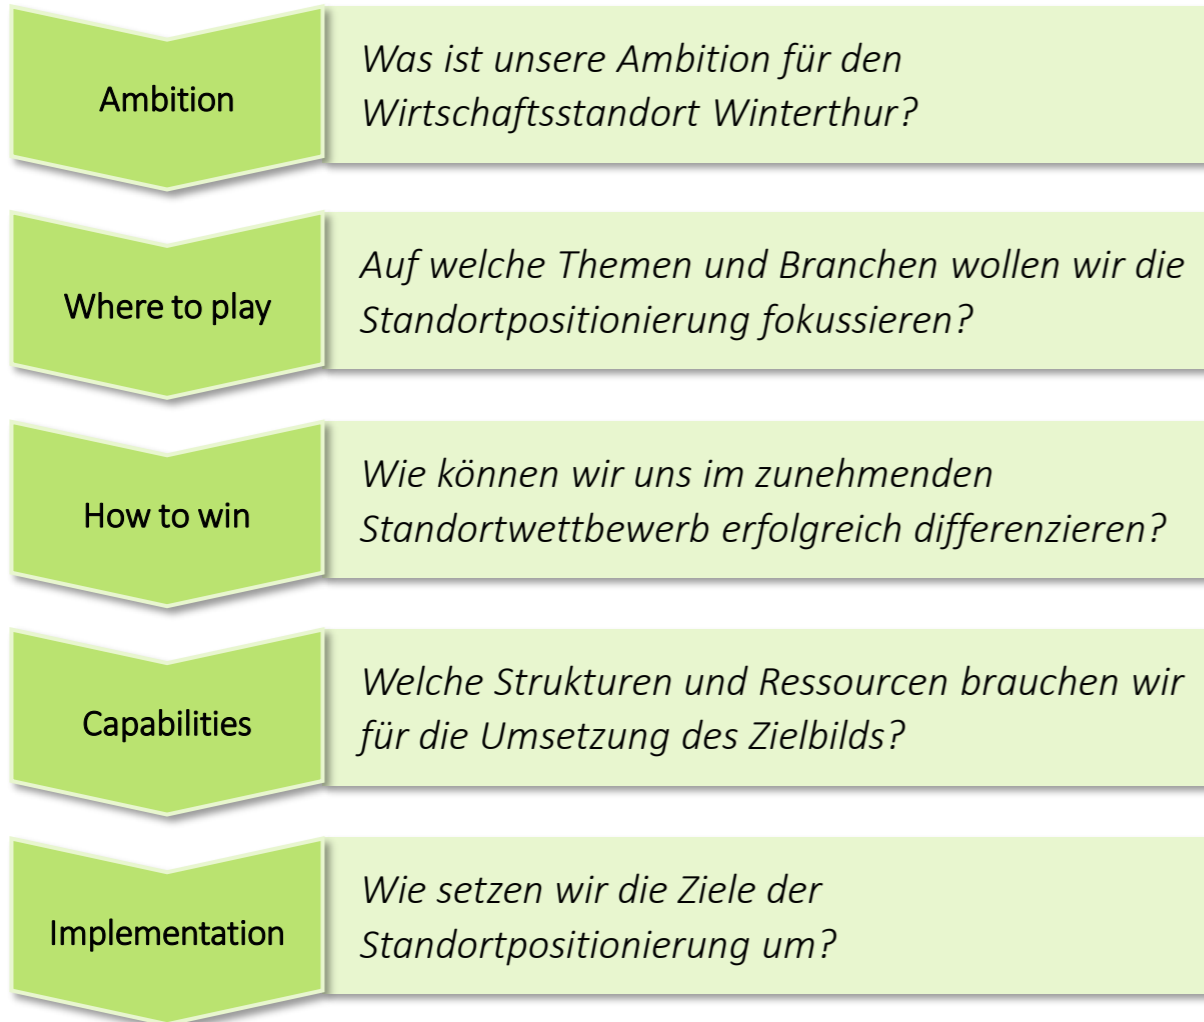 Ambition
Was ist unsere Ambition für den
Wirtschaftsstandort Winterthur?
Where to play
Auf welche Themen und Branchen wollen wir die
Standortpositionierung fokussieren?
How to win
Wie können wir uns im zunehmenden
Standortwettbewerb erfolgreich differenzieren?
Capabilities
Welche Strukturen und Ressourcen brauchen wir
für die Umsetzung des Zielbilds?
Implementation
Wie setzen wir die Ziele der
Standortpositionierung um?